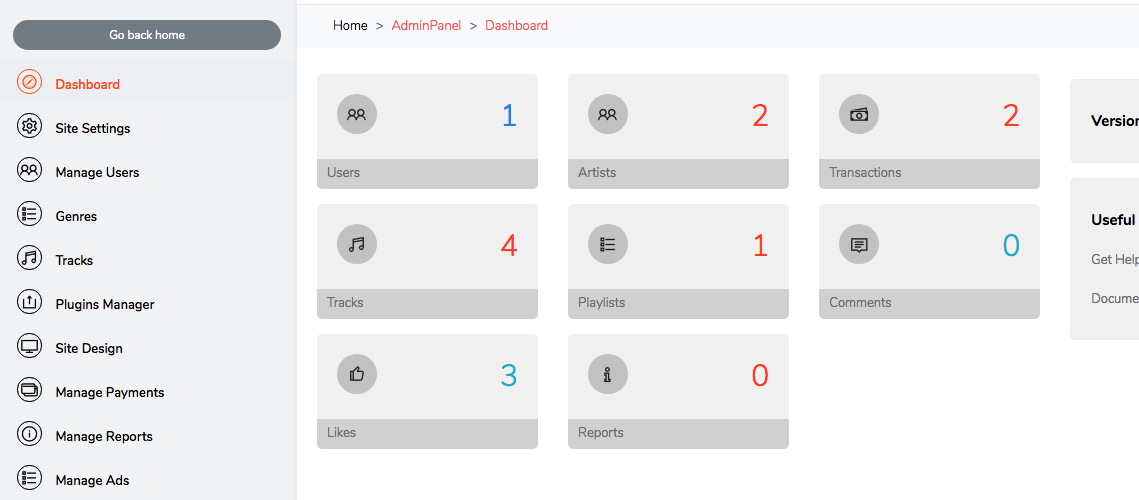 Go back home
Dashboard
Site Settings
Manage Users
Genres
Tracks
Plugins Manager
Site Design
Manage Payments
Manage Reports
Manage Ads
Home > AdminPanel > Dashboard
1
Users
2
Artists
2
Transactions
4
Tracks
1
Playlists
0
Comments
3
Likes
0
Reports
Version
Useful
Get Help
Docume